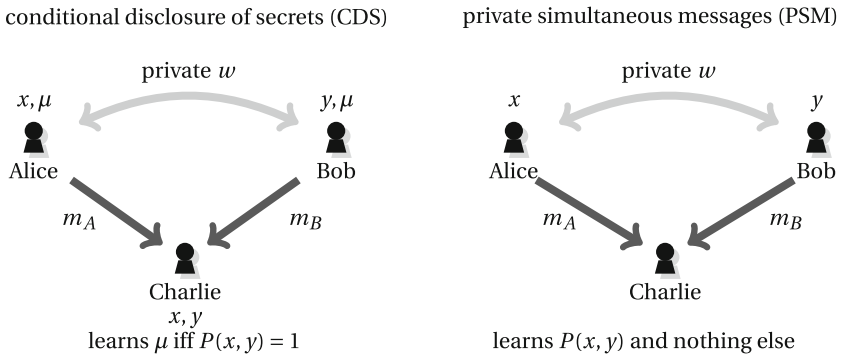 conditional disclosure of secrets (CDS)
private w
x, μ
y, μ
Alice
Bob
m_A
m_B
Charlie
x, y
learns μ iff P(x, y) = 1
private simultaneous messages (PSM)
private w
x
y
Alice
Bob
m_A
m_B
Charlie
learns P(x, y) and nothing else